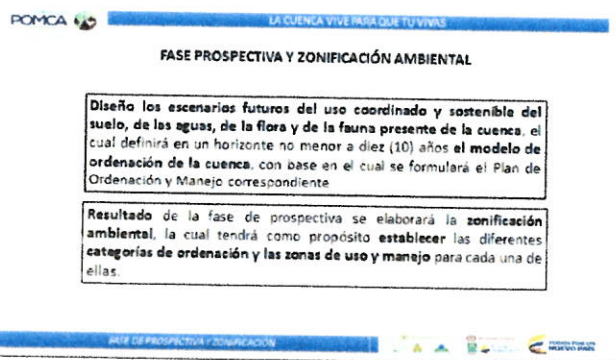 POMCA
LA CUENCA VIVE PARA QUE TU VIVAS
FASE PROSPECTIVA Y ZONIFICACIÓN AMBIENTAL
Diseño los escenarios futuros del uso coordinado y sostenible del
suelo, de las aguas, de la flora y de la fauna presente de la cuenca, el
cual definirá en un horizonte no menor a diez (10) años el modelo de
ordenación de la cuenca, con base en el cual se formulará el Plan de
Ordenación y Manejo correspondiente
Resultado de la fase de prospectiva se elaborará la zonificación
ambiental, la cual tendrá como propósito establecer las diferentes
categorías de ordenación y las zonas de uso y manejo para cada una de
ellas.
FASE DE PROSPECTIVA Y ZONIFICACIÓN
TODOS POR UN
NUEVO PAÍS